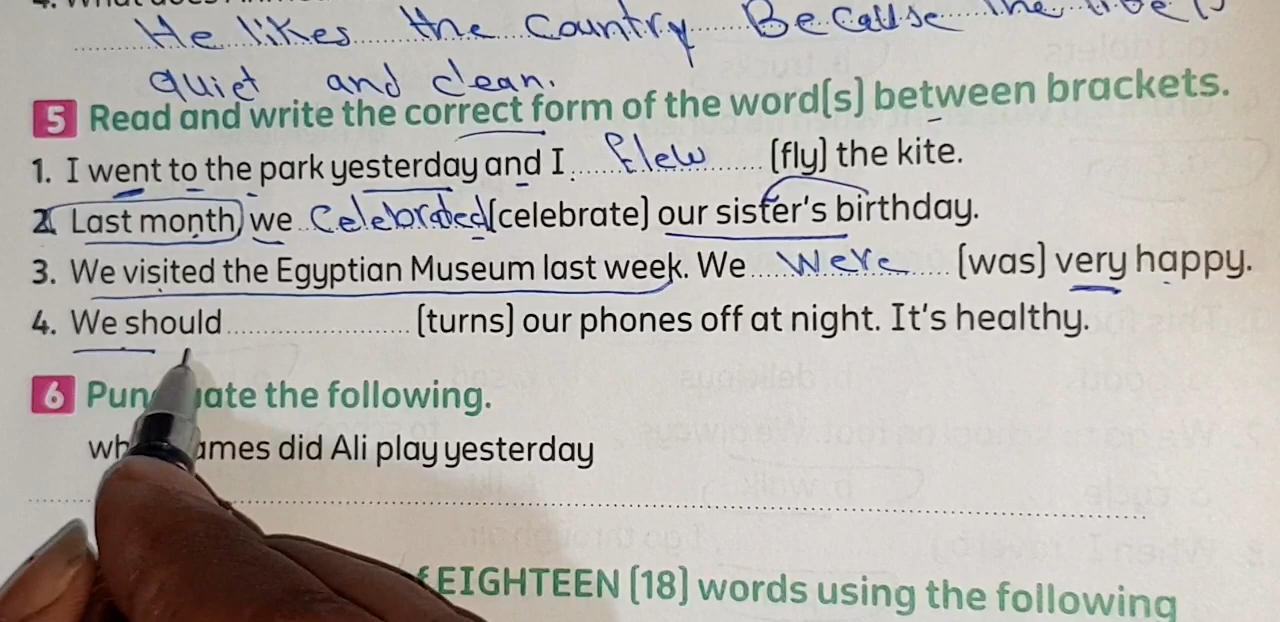 He likes the country Because the
quiet and clean.
5 Read and write the correct form of the word(s) between brackets.
1. I went to the park yesterday and I flew (fly) the kite.
2. Last month we Celebrated (celebrate) our sister's birthday.
3. We visited the Egyptian Museum last week. We were (was) very happy.
4. We should .................... (turns) our phones off at night. It's healthy.
6 the following.
did Ali play yesterday
EIGHTEEN (18) words using the following